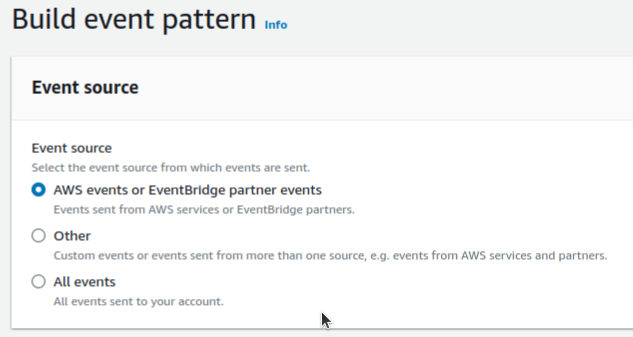 Build event pattern Info
Event source
Event source
Select the event source from which events are sent.
AWS events or EventBridge partner events
Events sent from AWS services or EventBridge partners.
Other
Custom events or events sent from more than one source, e.g. events from AWS services and partners.
All events
All events sent to your account.